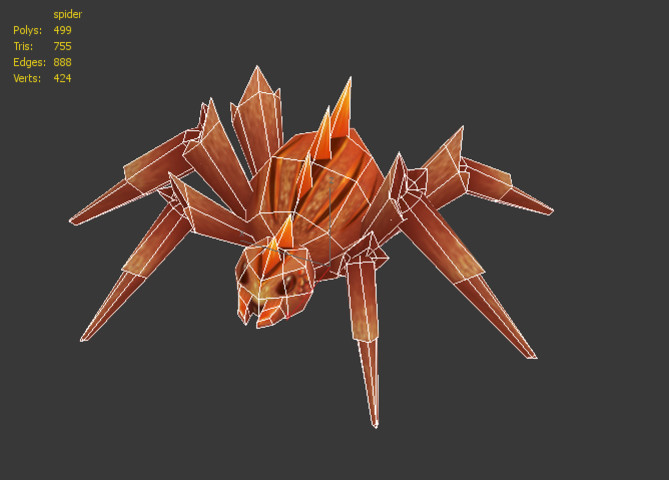 spider
Polys: 499
Tris: 755
Edges: 888
Verts: 424